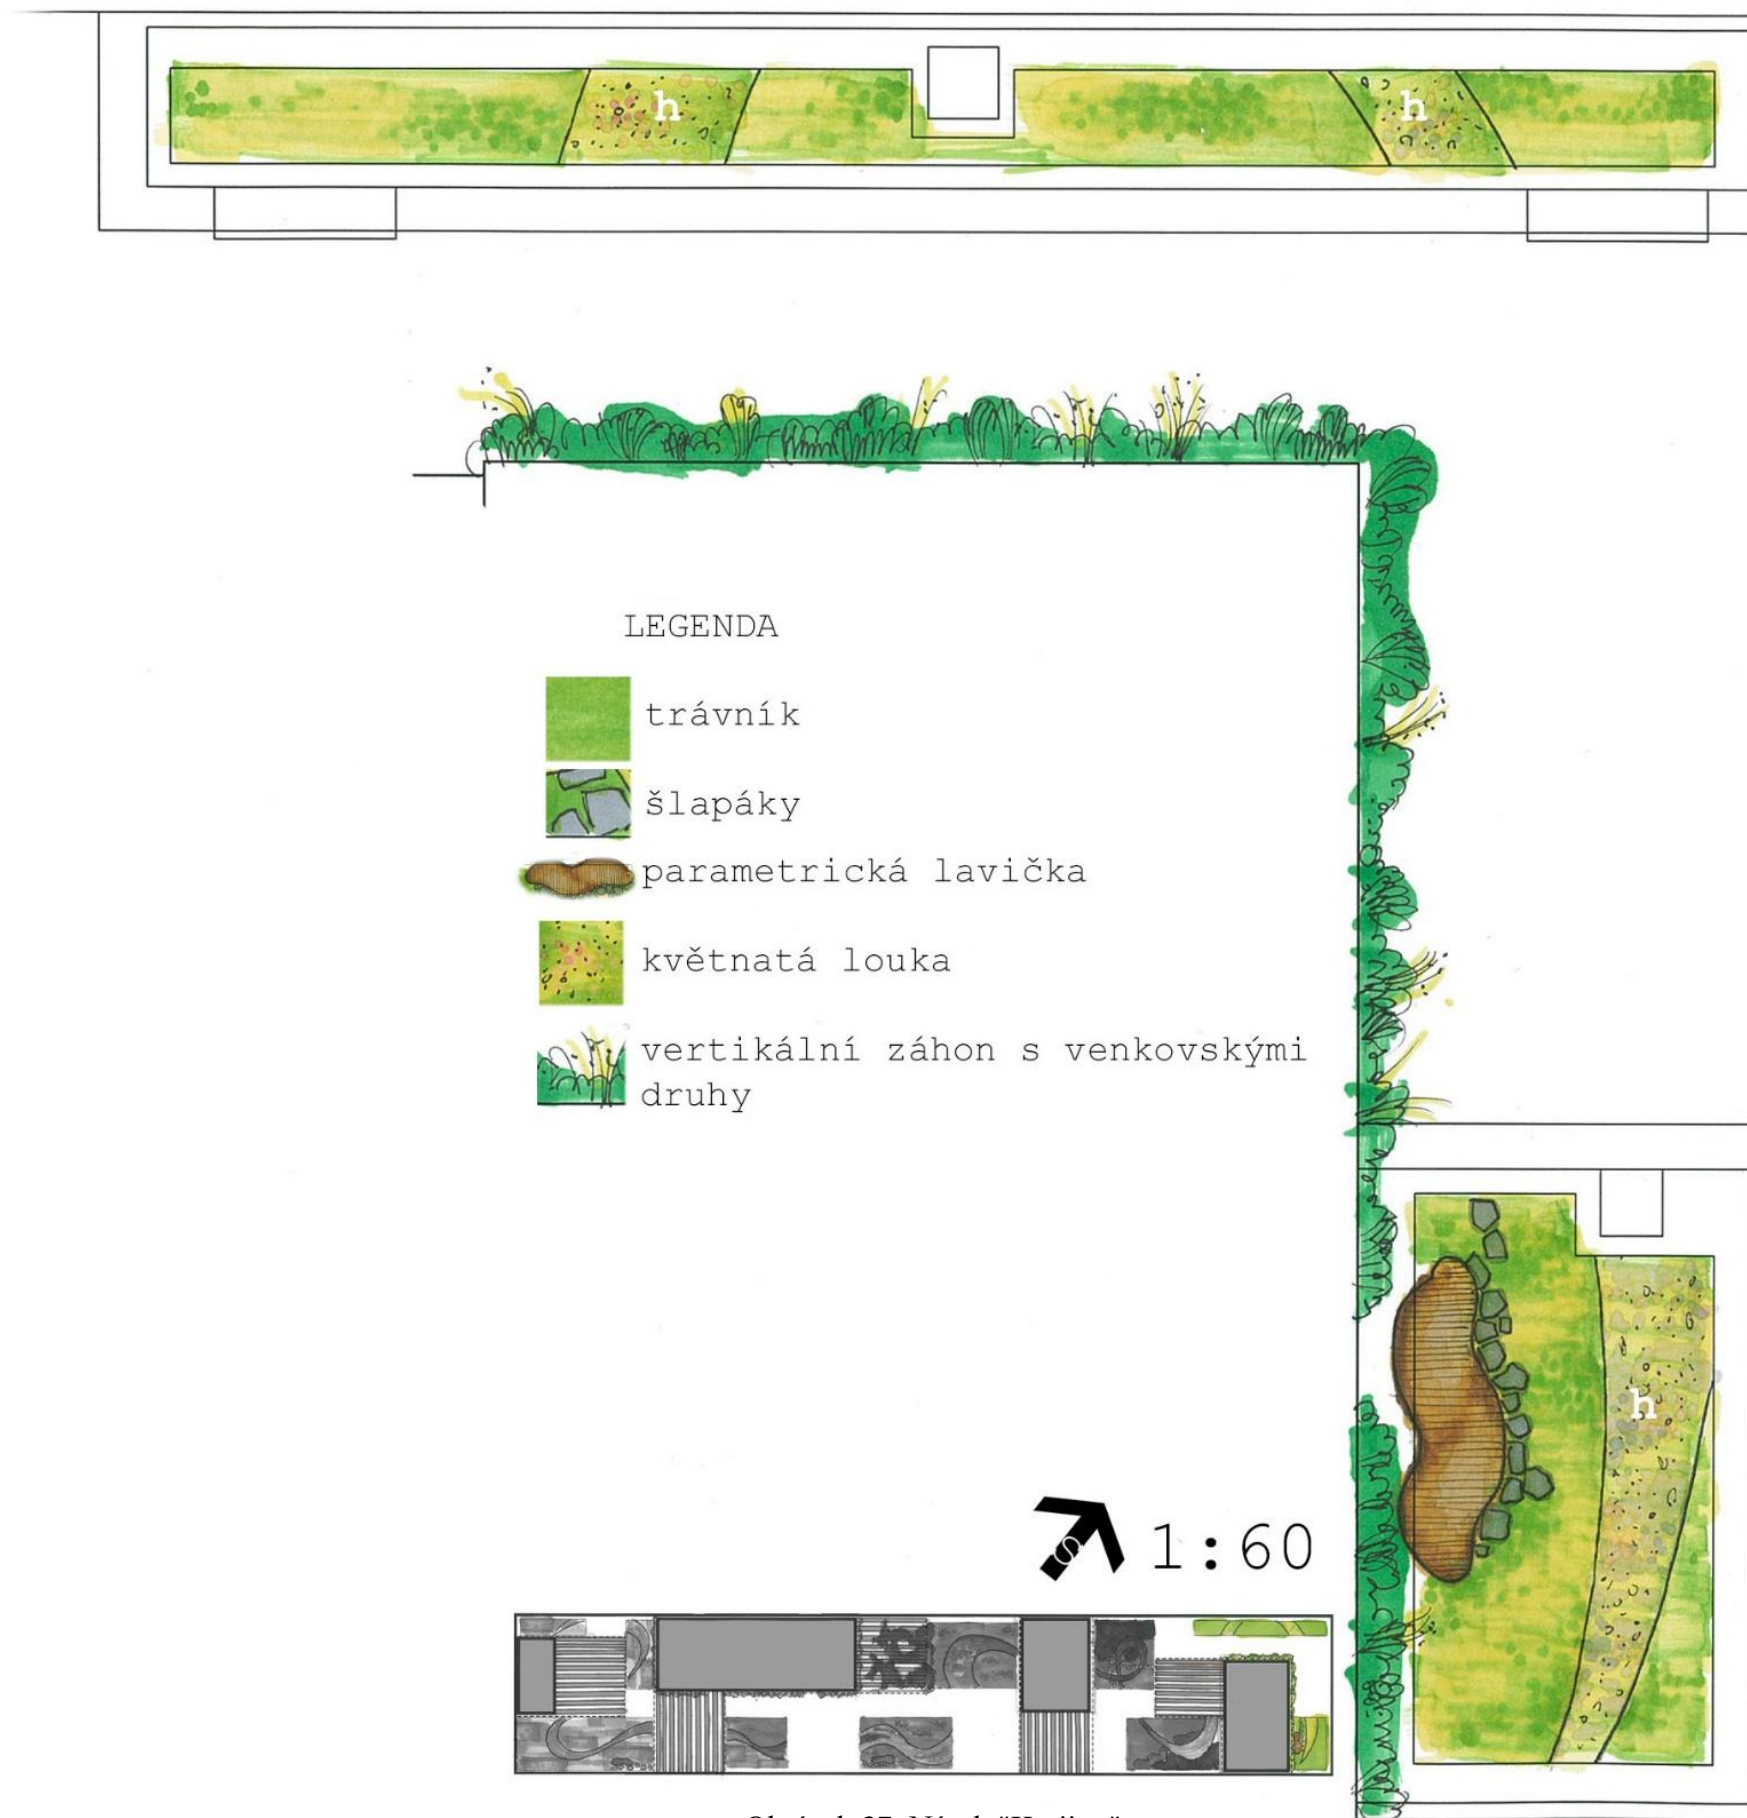 h h
LEGENDA
trávník
šlapáky
parametrická lavička
květnatá louka
vertikální záhon s venkovskými
druhy
h
S 1:60